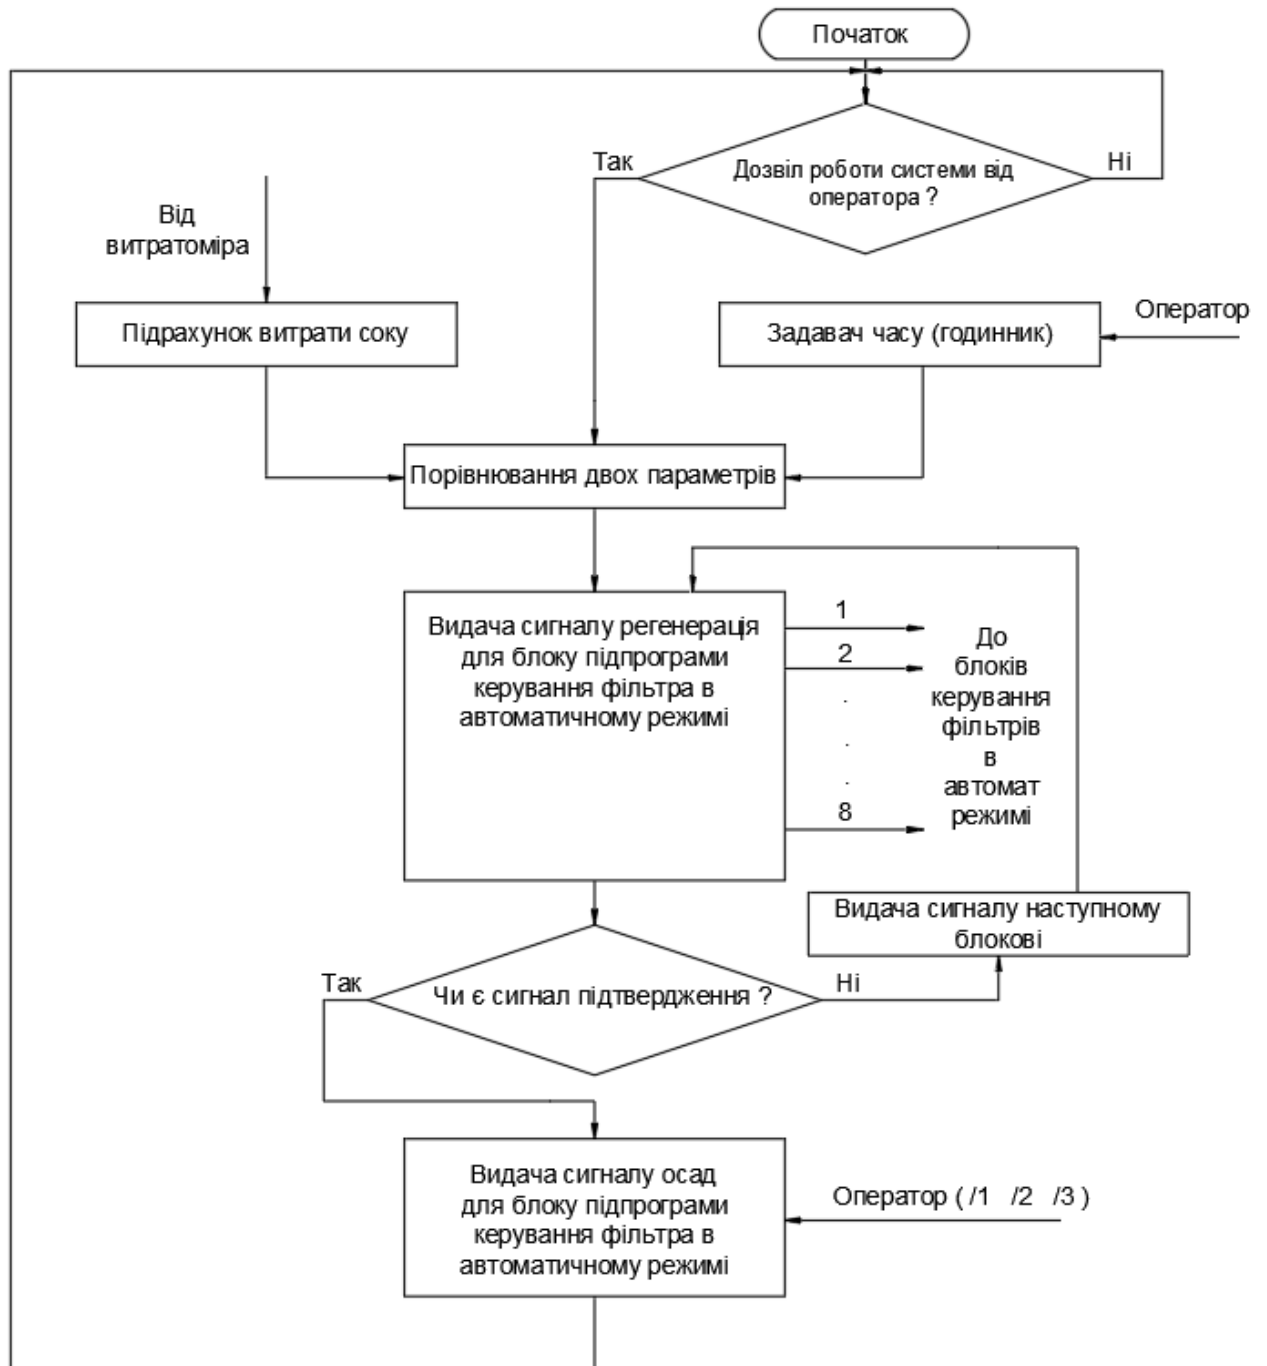 Початок
Так
Дозвіл роботи системи від
оператора ?
Ні
Від
витратоміра
Підрахунок витрати соку
Задавач часу (годинник)
Оператор
Порівнювання двох параметрів
Видача сигналу регенерація
для блоку підпрограми
керування фільтра в
автоматичному режимі
1
2
.
.
.
8
До
блоків
керування
фільтрів
в
автомат
режимі
Видача сигналу наступному
блокові
Так
Чи є сигнал підтвердження ?
Ні
Видача сигналу осад
для блоку підпрограми
керування фільтра в
автоматичному режимі
Оператор ( /1 /2 /3 )